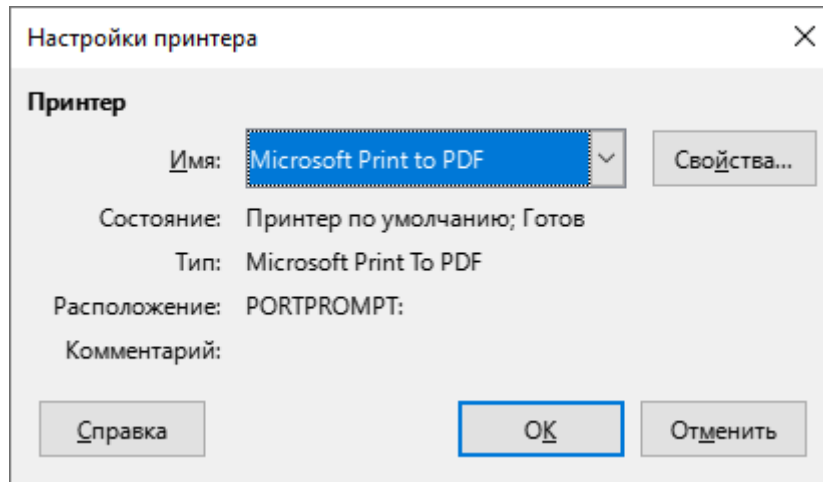 Настройки принтера
Принтер
Имя: Microsoft Print to PDF Свойства...
Состояние: Принтер по умолчанию; Готов
Тип: Microsoft Print To PDF
Расположение: PORTPROMPT:
Комментарий:
Справка ОК Отменить